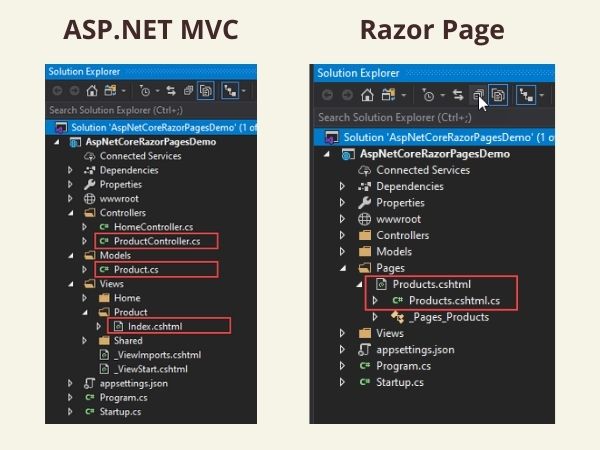 ASP.NET MVC
Solution Explorer
Search Solution Explorer (Ctrl+;)
Solution 'AspNetCoreRazorPagesDemo' (1 of
AspNetCoreRazorPagesDemo
Connected Services
Dependencies
Properties
wwwroot
Controllers
C# HomeController.cs
C# ProductController.cs
Models
C# Product.cs
Views
Home
Product
Index.cshtml
Shared
_ViewImports.cshtml
_ViewStart.cshtml
appsettings.json
C# Program.cs
C# Startup.cs
Razor Page
Solution Explorer
Search Solution Explorer (Ctrl+;)
Solution 'AspNetCoreRazorPagesDemo' (1
AspNetCoreRazorPagesDemo
Connected Services
Dependencies
Properties
wwwroot
Controllers
Models
Pages
Products.cshtml
C# Products.cshtml.cs
_Pages_Products
Views
appsettings.json
C# Program.cs
C# Startup.cs